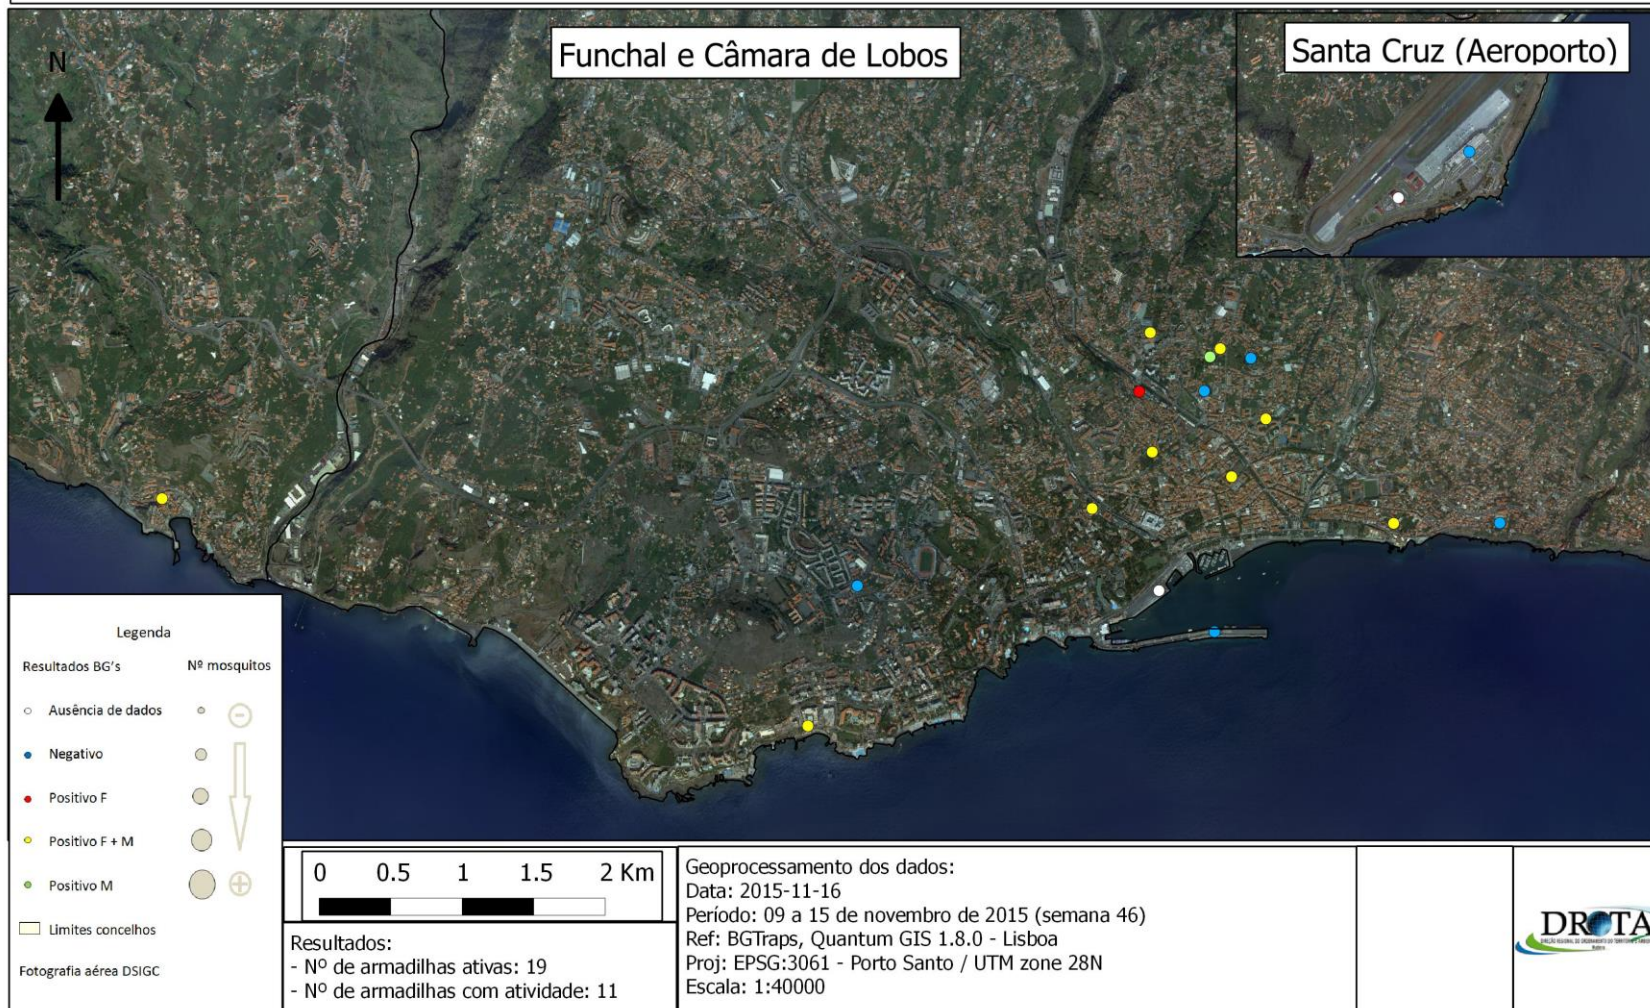 Funchal e Câmara de Lobos
Santa Cruz (Aeroporto)
N
Legenda
Resultados BG's
Nº mosquitos
Ausência de dados
Negativo
Positivo F
Positivo F + M
Positivo M
Limites concelhos
Fotografia aérea DSIGC
0 0.5 1 1.5 2 Km
Resultados:
- Nº de armadilhas ativas: 19
- Nº de armadilhas com atividade: 11
Geoprocessamento dos dados:
Data: 2015-11-16
Período: 09 a 15 de novembro de 2015 (semana 46)
Ref: BGTraps, Quantum GIS 1.8.0 - Lisboa
Proj: EPSG:3061 - Porto Santo / UTM zone 28N
Escala: 1:40000
DROTA